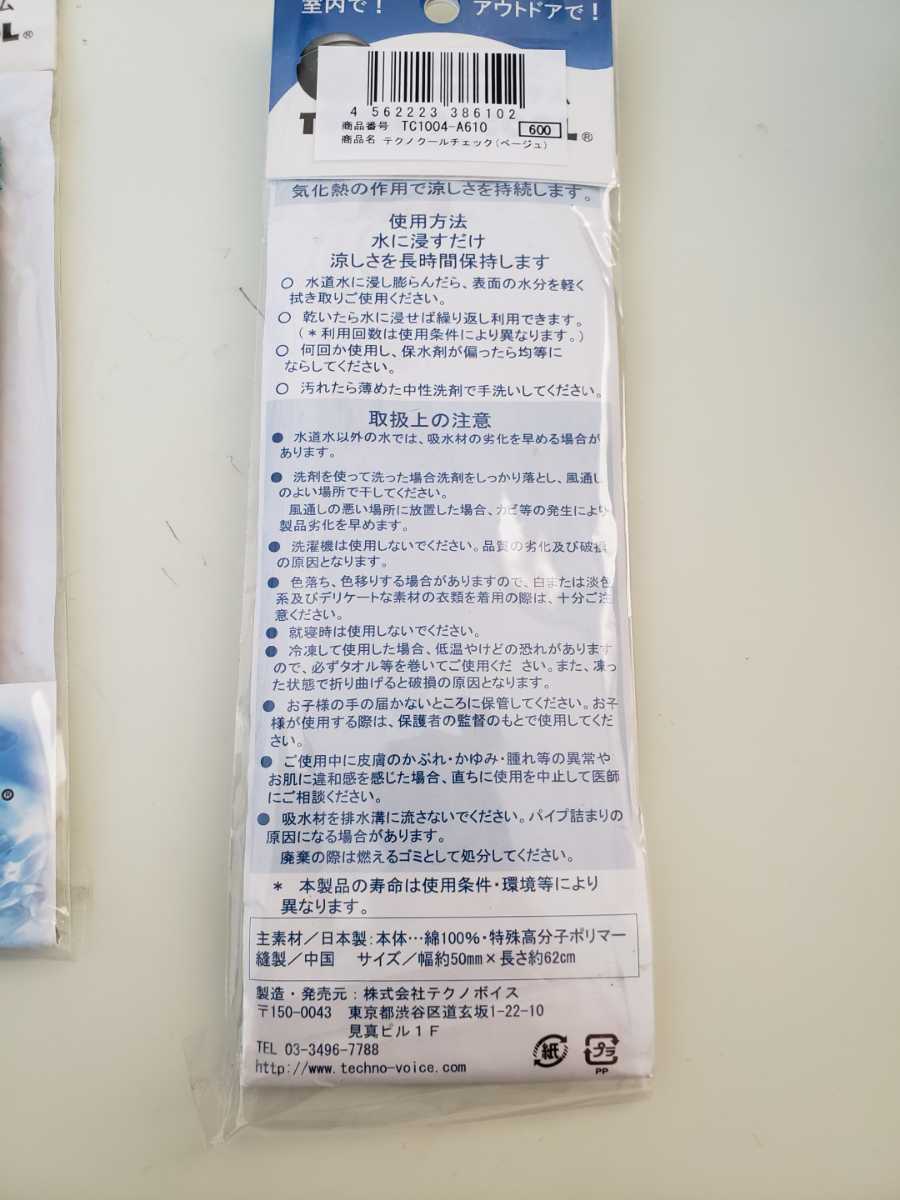 ム
OL®
®
室内で! アウトドアで!
4 562223 386102
商品番号 TC1004-A610 600
商品名 テクノクールチェック(ベージュ)
T L®
気化熱の作用で涼しさを持続します。
使用方法
水に浸すだけ
涼しさを長時間保持します
○ 水道水に浸し膨らんだら、表面の水分を軽く
拭き取りご使用ください。
○ 乾いたら水に浸せば繰り返し利用できます。
(*利用回数は使用条件により異なります。)
○ 何回か使用し、保水剤が偏ったら均等に
ならしてください。
○ 汚れたら薄めた中性洗剤で手洗いしてください。
取扱上の注意
● 水道水以外の水では、吸水材の劣化を早める場合が
あります。
● 洗剤を使って洗った場合洗剤をしっかり落とし、風通し
のよい場所で干してください。
風通しの悪い場所に放置した場合、カビ等の発生により
製品劣化を早めます。
● 洗濯機は使用しないでください。品質の劣化及び破損
の原因となります。
● 色落ち、色移りする場合がありますので、白または淡色
系及びデリケートな素材の衣類を着用の際は、十分ご注
意ください。
● 就寝時は使用しないでください。
● 冷凍して使用した場合、低温やけどの恐れがあります
ので、必ずタオル等を巻いてご使用くだ さい。また、凍っ
た状態で折り曲げると破損の原因となります。
● お子様の手の届かないところに保管してください。お子
様が使用する際は、保護者の監督のもとで使用してくだ
さい。
● ご使用中に皮膚のかぶれ・かゆみ・腫れ等の異常や
お肌に違和感を感じた場合、直ちに使用を中止して医師
にご相談ください。
● 吸水材を排水溝に流さないでください。パイプ詰まりの
原因になる場合があります。
廃棄の際は燃えるゴミとして処分してください。
* 本製品の寿命は使用条件・環境等により
異なります。
主素材/日本製:本体…綿100%・特殊高分子ポリマー
縫製/中国 サイズ/幅約50mm×長さ約62cm
製造・発売元:株式会社テクノボイス
〒150-0043 東京都渋谷区道玄坂1-22-10
見真ビル1F
TEL 03-3496-7788
http://www.techno-voice.com
紙 プラ
PP